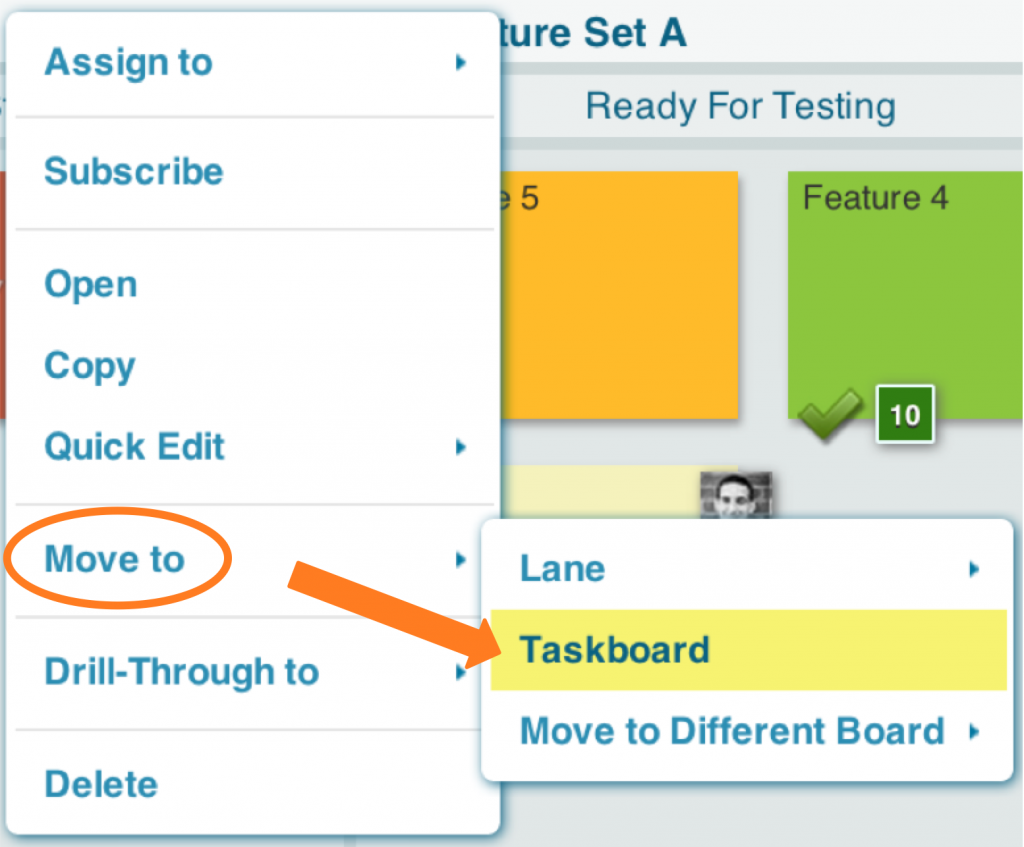 ture Set A
Ready For Testing
Assign to
Subscribe
Open
Copy
Quick Edit
Move to
Drill-Through to
Delete
5
Feature 4
10
Lane
Taskboard
Move to Different Board